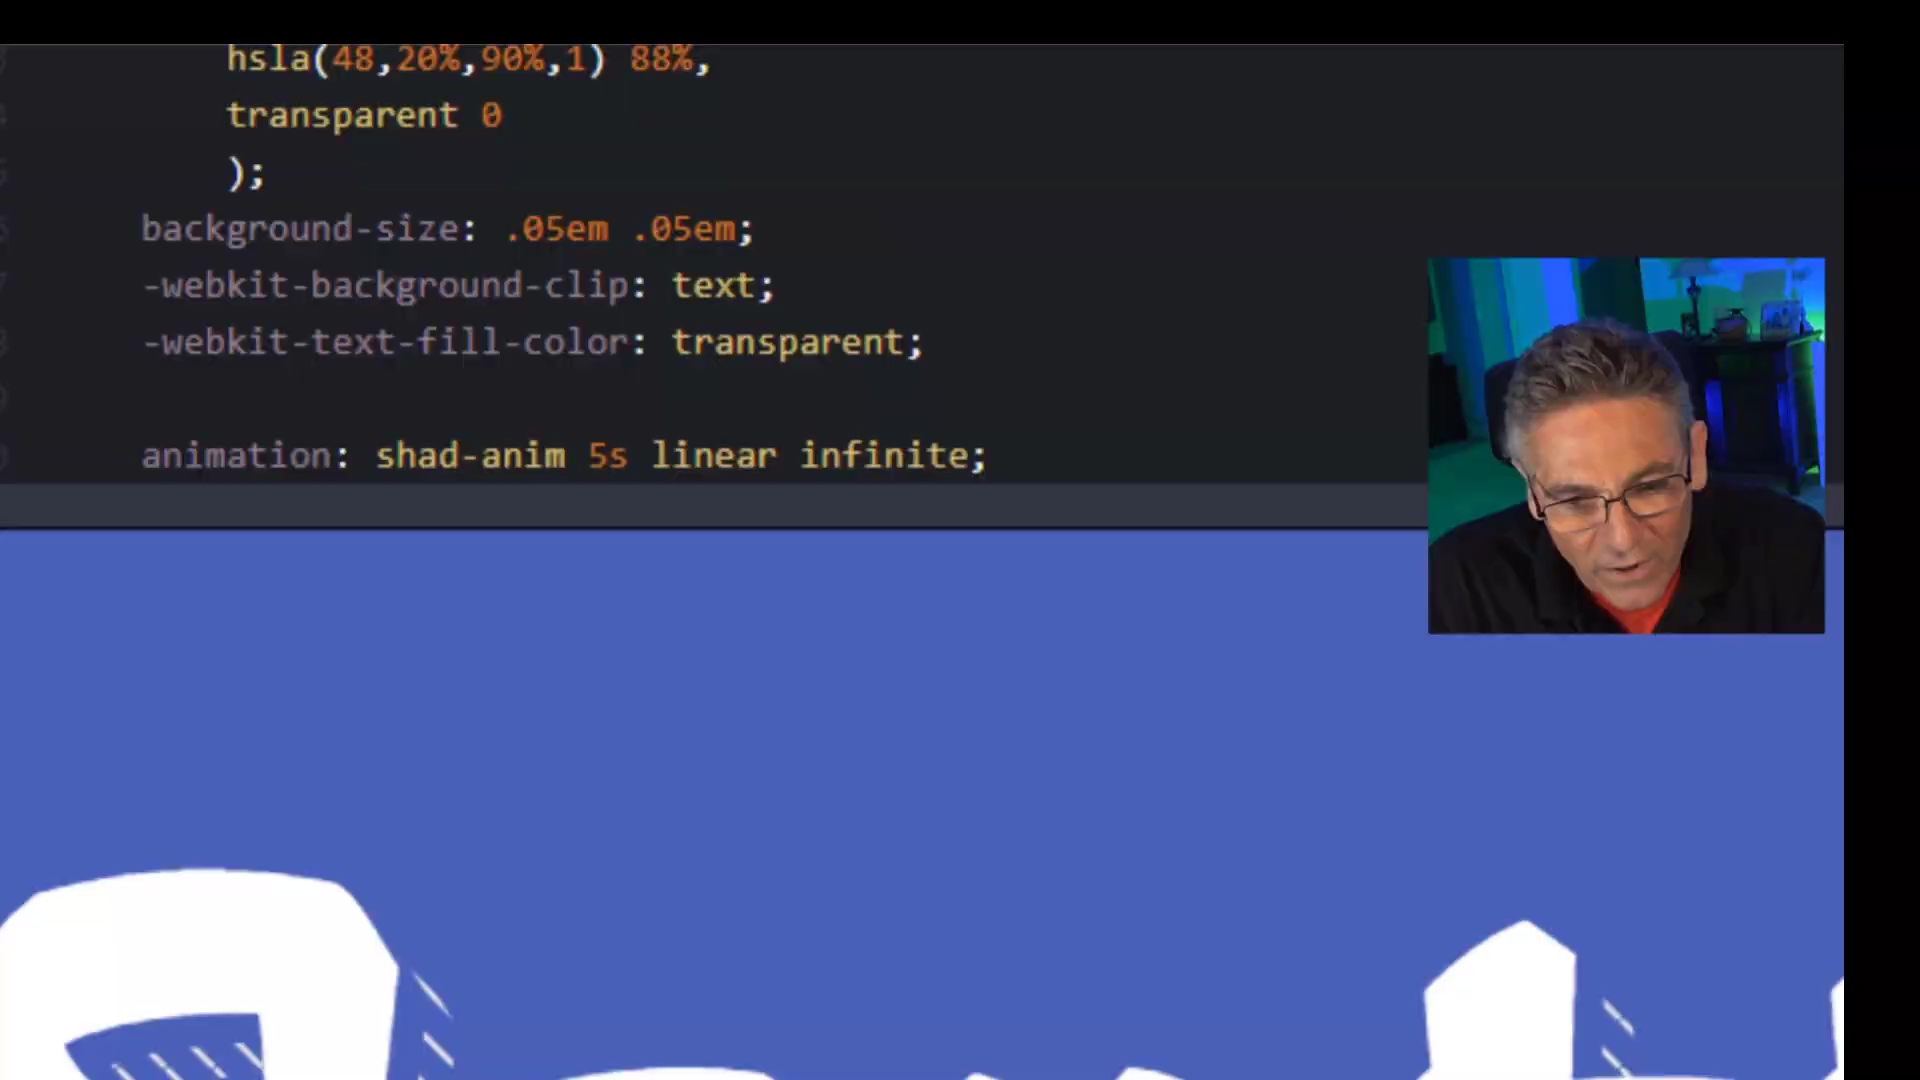 hsla(48,20%,90%,1) 88%,
transparent 0
);
background-size: .05em .05em;
-webkit-background-clip: text;
-webkit-text-fill-color: transparent;
animation: shad-anim 5s linear infinite;